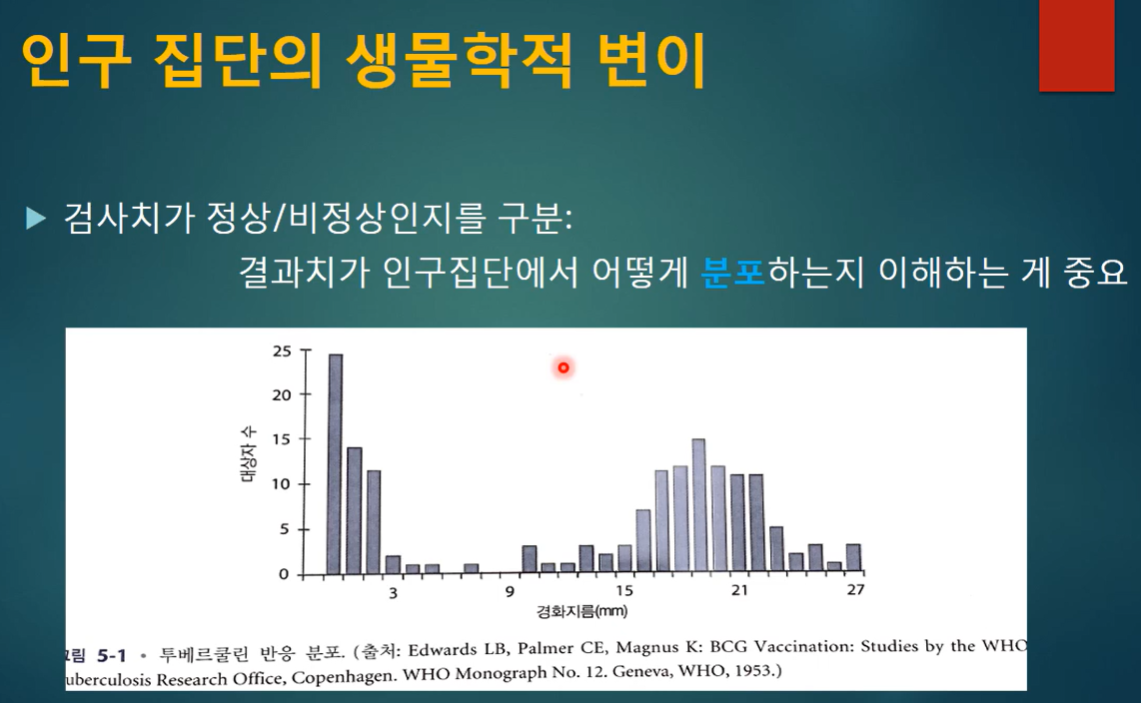 인구 집단의 생물학적 변이
검사치가 정상/비정상인지를 구분:
결과치가 인구집단에서 어떻게 분포하는지 이해하는 게 중요
25
20
15
10
5
0
대상자 수
3
9
15
21
27
경화지름(mm)
그림 5-1 • 투베르쿨린 반응 분포. (출처: Edwards LB, Palmer CE, Magnus K: BCG Vaccination: Studies by the WHO
uberculosis Research Office, Copenhagen. WHO Monograph No. 12. Geneva, WHO, 1953.)